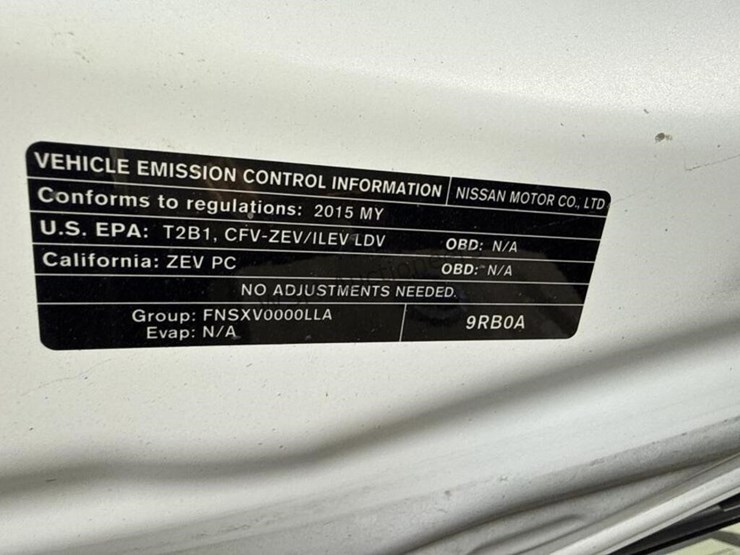 VEHICLE EMISSION CONTROL INFORMATION NISSAN MOTOR CO., LTD
Conforms to regulations: 2015 MY
U.S. EPA: T2B1, CFV-ZEV/ILEV LDV OBD: N/A
California: ZEV PC OBD: N/A
NO ADJUSTMENTS NEEDED.
Group: FNSXV0000LLA
Evap: N/A
9RB0A